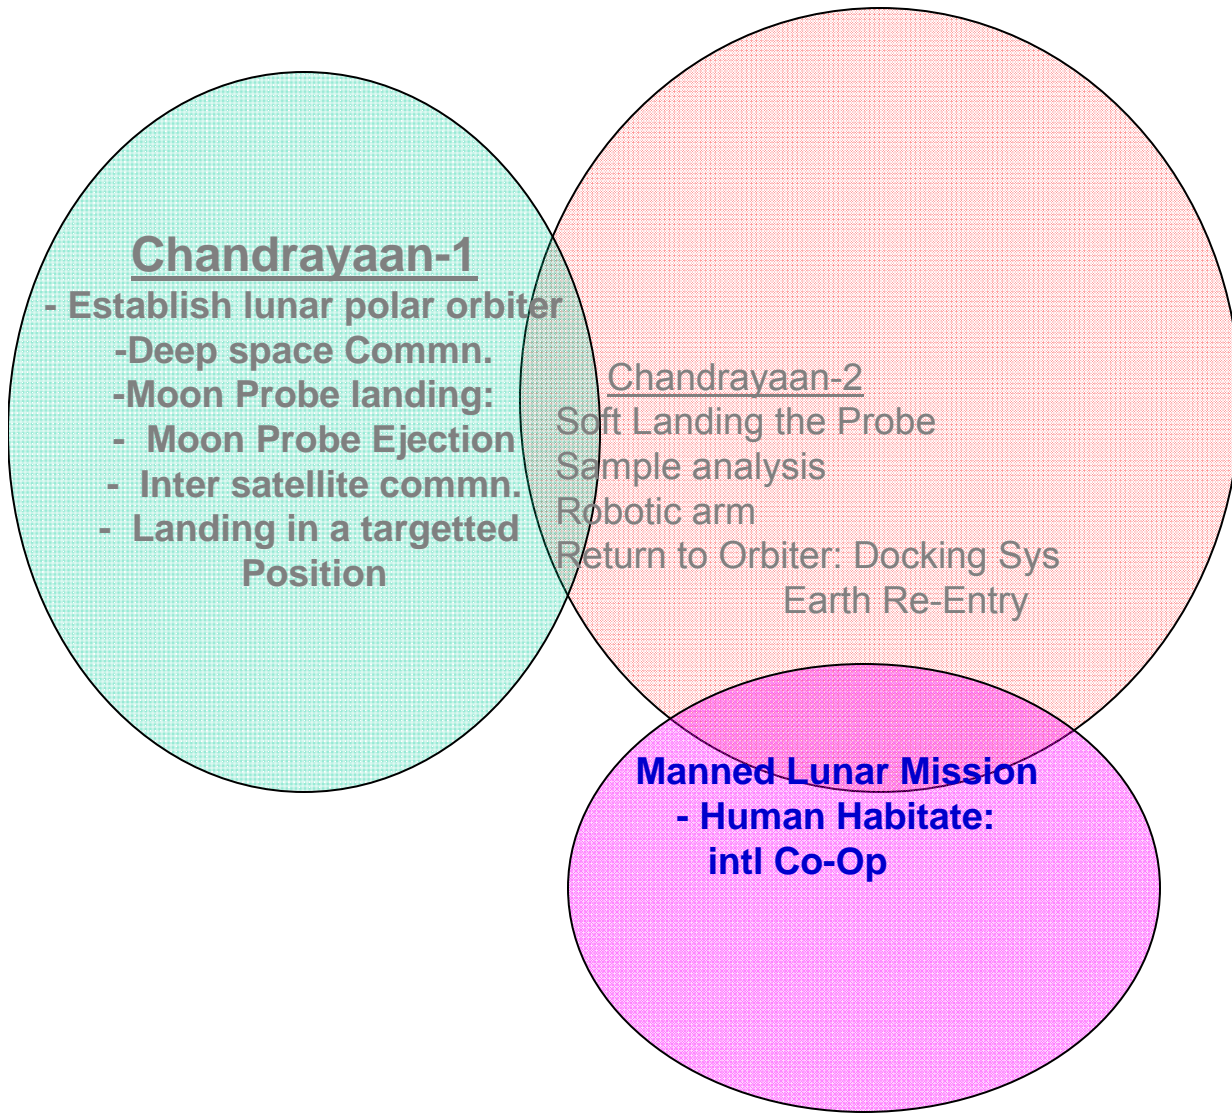 Chandrayaan-1
- Establish lunar polar orbiter
-Deep space Commn.
-Moon Probe landing:
- Moon Probe Ejection
- Inter satellite commn.
- Landing in a targetted
Position
Chandrayaan-2
Soft Landing the Probe
Sample analysis
Robotic arm
Return to Orbiter: Docking Sys
Earth Re-Entry
Manned Lunar Mission
- Human Habitate:
intl Co-Op